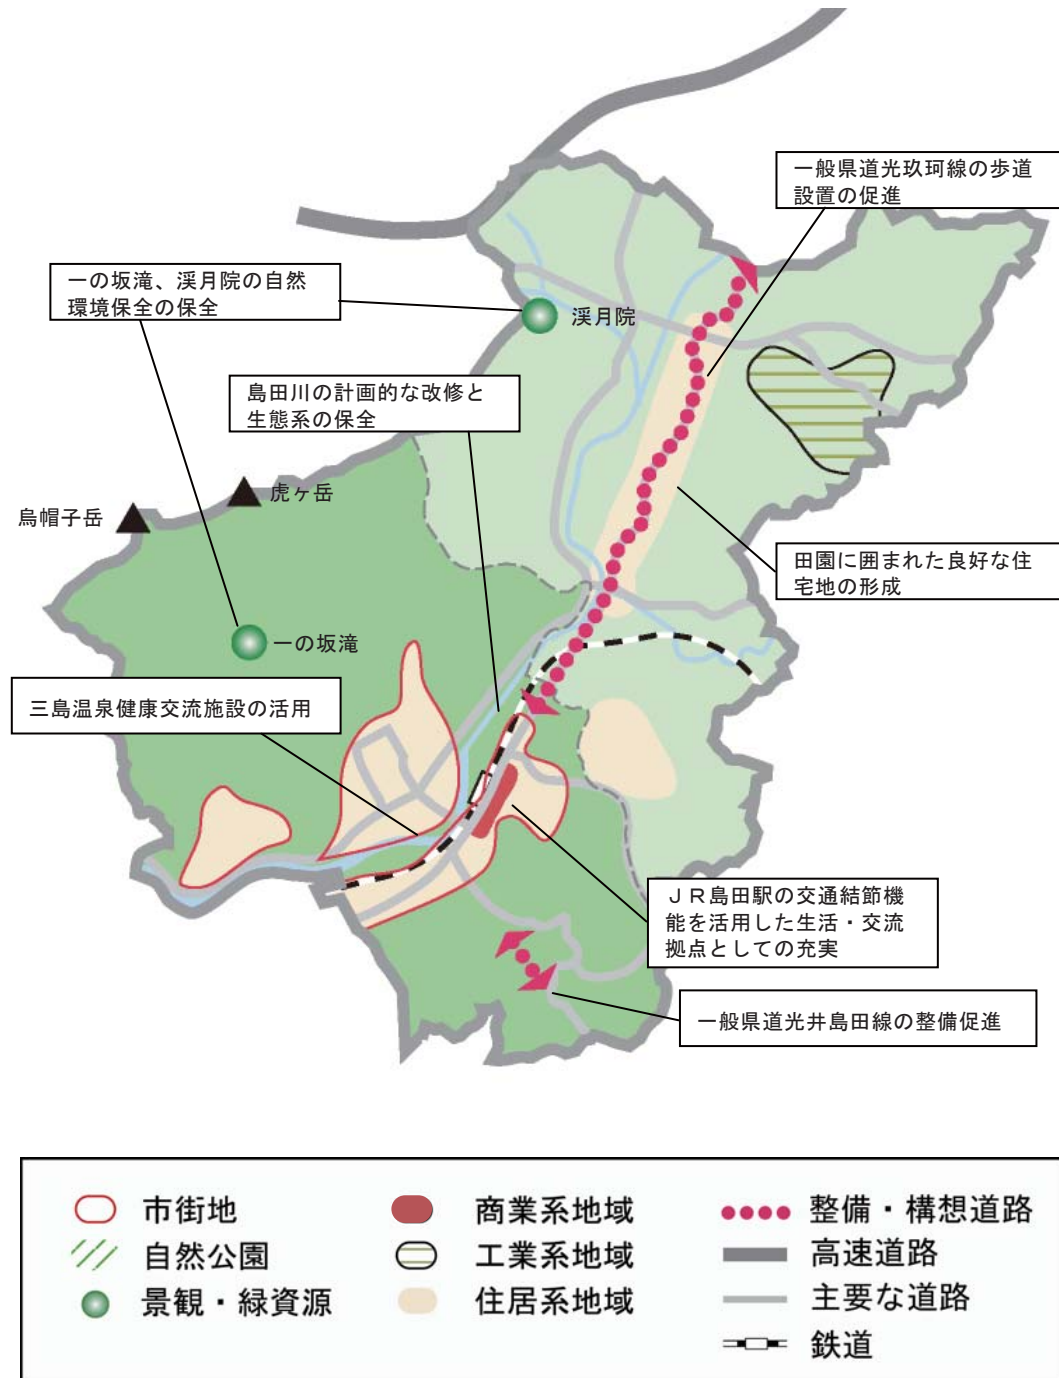 一般県道光玖珂線の歩道
設置の促進
一の坂滝、渓月院の自然
環境保全の保全
渓月院
島田川の計画的な改修と
生態系の保全
虎ヶ岳
烏帽子岳
田園に囲まれた良好な住
宅地の形成
一の坂滝
三島温泉健康交流施設の活用
ＪＲ島田駅の交通結節機
能を活用した生活・交流
拠点としての充実
一般県道光井島田線の整備促進
市街地
自然公園
景観・緑資源
商業系地域
工業系地域
住居系地域
整備・構想道路
高速道路
主要な道路
鉄道